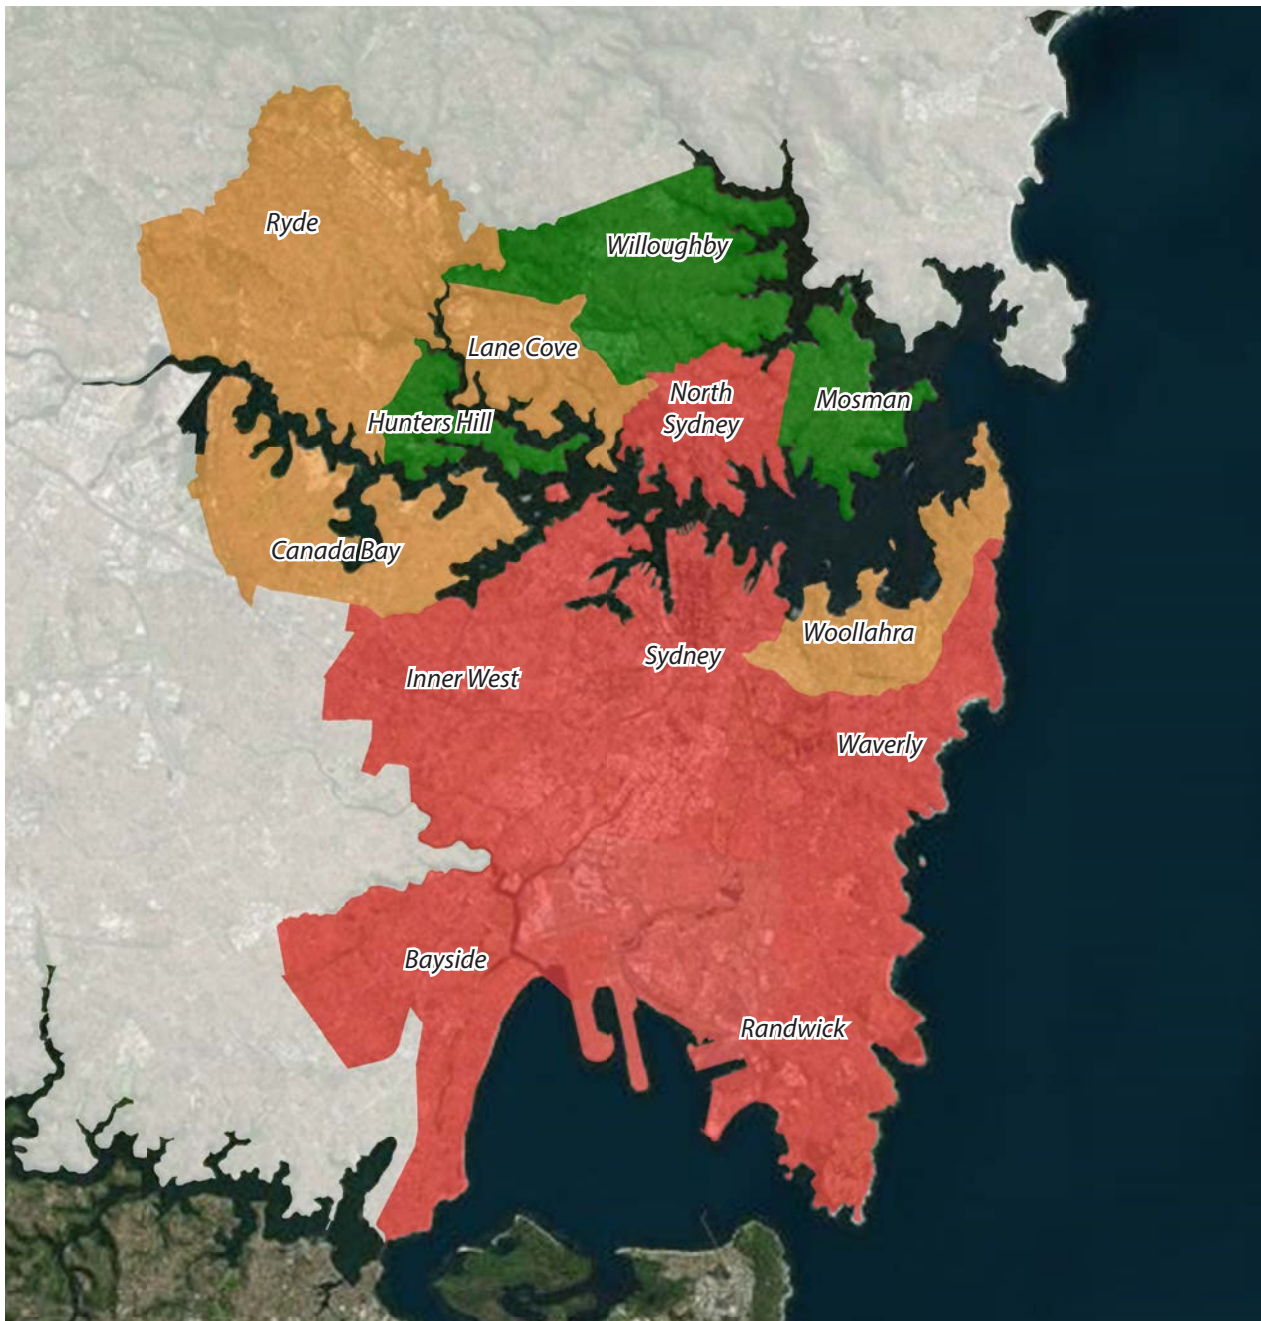 Ryde
Willoughby
Lane Cove
North
Sydney
Mosman
Hunters Hill
Canada Bay
Woollahra
Sydney
Inner West
Waverly
Bayside
Randwick